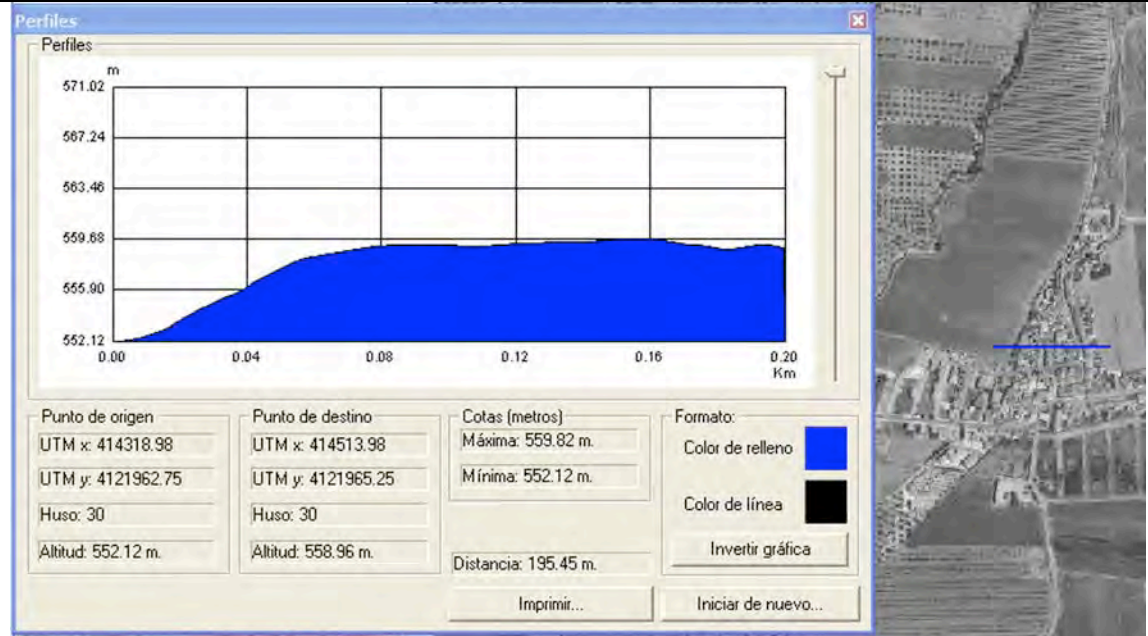 Perfiles
Perfiles
m
571.02
567.24
563.46
559.68
555.90
552.12
0.00 0.04 0.08 0.12 0.16 0.20
Km
Punto de origen
UTM x: 414318.98
UTM y: 4121962.75
Huso: 30
Altitud: 552.12 m.
Punto de destino
UTM x: 414513.98
UTM y: 4121965.25
Huso: 30
Altitud: 558.96 m.
Cotas (metros)
Máxima: 559.82 m.
Mínima: 552.12 m.
Distancia: 195.45 m.
Formato:
Color de relleno
Color de línea
Invertir gráfica
Imprimir...
Iniciar de nuevo...